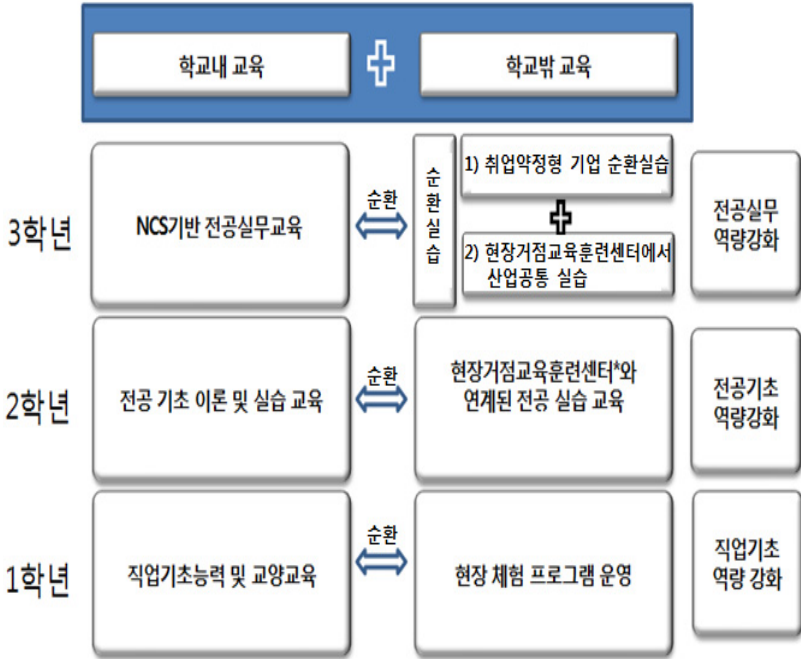 학교내 교육
학교밖 교육
3학년
NCS기반 전공실무교육
순환
순환실습
1) 취업약정형 기업 순환실습
2) 현장거점교육훈련센터에서
산업공통 실습
전공실무
역량강화
2학년
전공 기초 이론 및 실습 교육
순환
현장거점교육훈련센터*와
연계된 전공 실습 교육
전공기초
역량강화
1학년
직업기초능력 및 교양교육
순환
현장 체험 프로그램 운영
직업기초
역량 강화